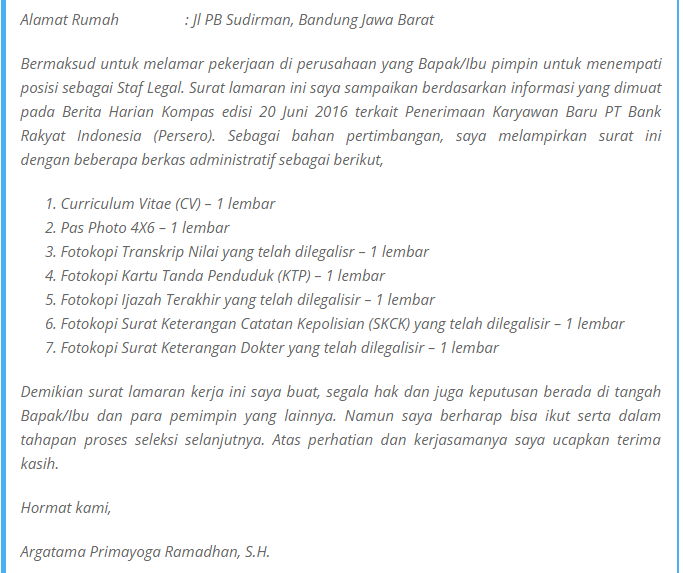 Alamat Rumah : Jl PB Sudirman, Bandung Jawa Barat
Bermaksud untuk melamar pekerjaan di perusahaan yang Bapak/Ibu pimpin untuk menempati
posisi sebagai Staf Legal. Surat lamaran ini saya sampaikan berdasarkan informasi yang dimuat
pada Berita Harian Kompas edisi 20 Juni 2016 terkait Penerimaan Karyawan Baru PT Bank
Rakyat Indonesia (Persero). Sebagai bahan pertimbangan, saya melampirkan surat ini
dengan beberapa berkas administratif sebagai berikut,
1. Curriculum Vitae (CV) – 1 lembar
2. Pas Photo 4X6 – 1 lembar
3. Fotokopi Transkrip Nilai yang telah dilegalisr – 1 lembar
4. Fotokopi Kartu Tanda Penduduk (KTP) – 1 lembar
5. Fotokopi Ijazah Terakhir yang telah dilegalisir – 1 lembar
6. Fotokopi Surat Keterangan Catatan Kepolisian (SKCK) yang telah dilegalisir – 1 lembar
7. Fotokopi Surat Keterangan Dokter yang telah dilegalisir – 1 lembar
Demikian surat lamaran kerja ini saya buat, segala hak dan juga keputusan berada di tangah
Bapak/Ibu dan para pemimpin yang lainnya. Namun saya berharap bisa ikut serta dalam
tahapan proses seleksi selanjutnya. Atas perhatian dan kerjasamanya saya ucapkan terima
kasih.
Hormat kami,
Argatama Primayoga Ramadhan, S.H.